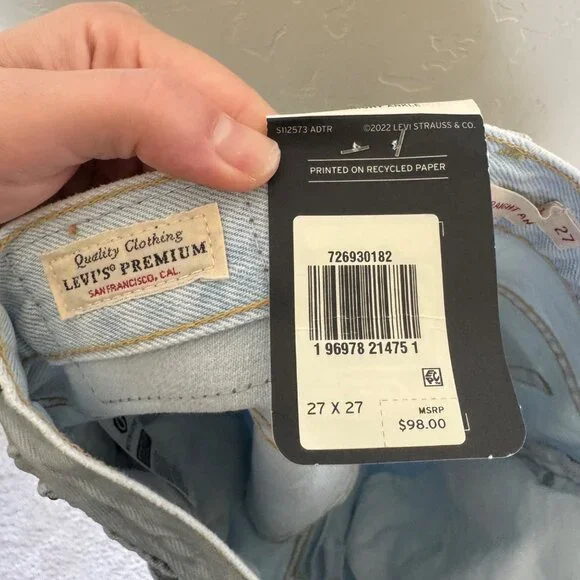 S112573 ADTR ©2022 LEVI STRAUSS & CO.
PRINTED ON RECYCLED PAPER
726930182
1 96978 21475 1
27 X 27
MSRP
$98.00
Quality Clothing
LEVI'S® PREMIUM
SAN FRANCISCO, CAL.
27